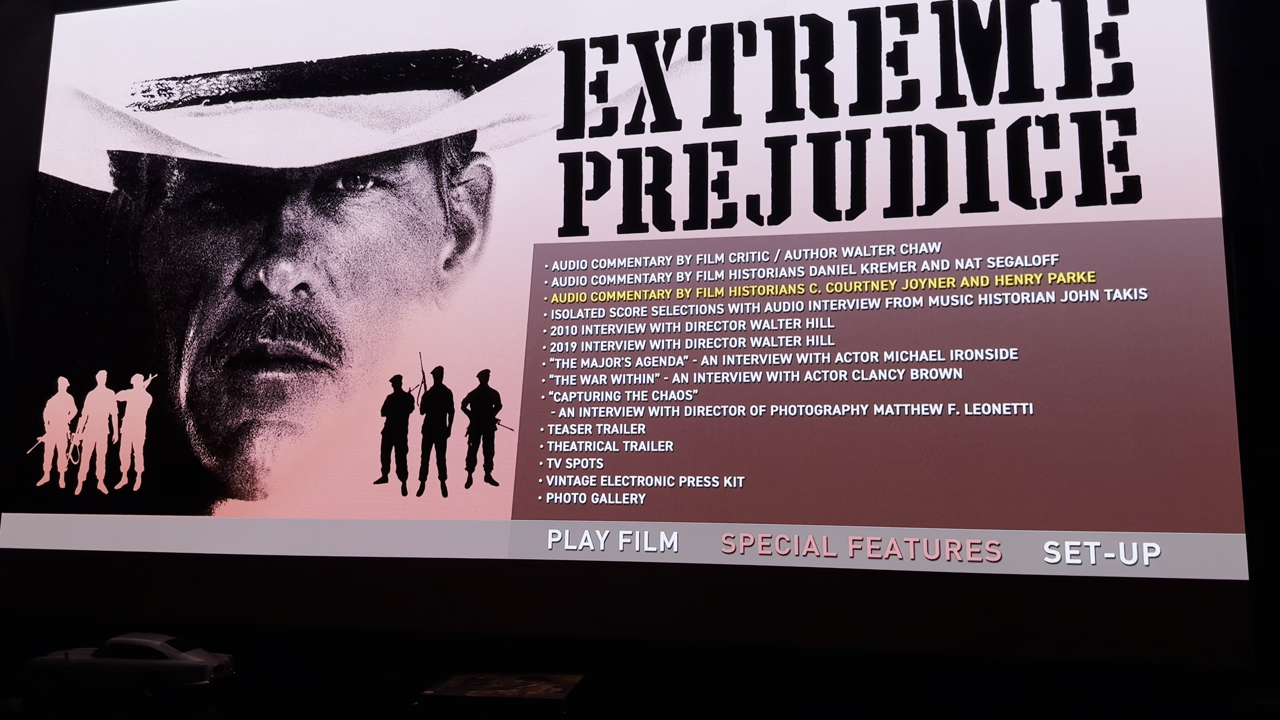 EXTREME
PREJUDICE
· AUDIO COMMENTARY BY FILM CRITIC / AUTHOR WALTER CHAW
· AUDIO COMMENTARY BY FILM HISTORIANS DANIEL KREMER AND NAT SEGALOFF
· AUDIO COMMENTARY BY FILM HISTORIANS C. COURTNEY JOYNER AND HENRY PARKE
· ISOLATED SCORE SELECTIONS WITH AUDIO INTERVIEW FROM MUSIC HISTORIAN JOHN TAKIS
· 2010 INTERVIEW WITH DIRECTOR WALTER HILL
· 2019 INTERVIEW WITH DIRECTOR WALTER HILL
· "THE MAJOR'S AGENDA" - AN INTERVIEW WITH ACTOR MICHAEL IRONSIDE
· "THE WAR WITHIN" - AN INTERVIEW WITH ACTOR CLANCY BROWN
· "CAPTURING THE CHAOS"
- AN INTERVIEW WITH DIRECTOR OF PHOTOGRAPHY MATTHEW F. LEONETTI
· TEASER TRAILER
· THEATRICAL TRAILER
· TV SPOTS
· VINTAGE ELECTRONIC PRESS KIT
· PHOTO GALLERY
PLAY FILM SPECIAL FEATURES SET-UP